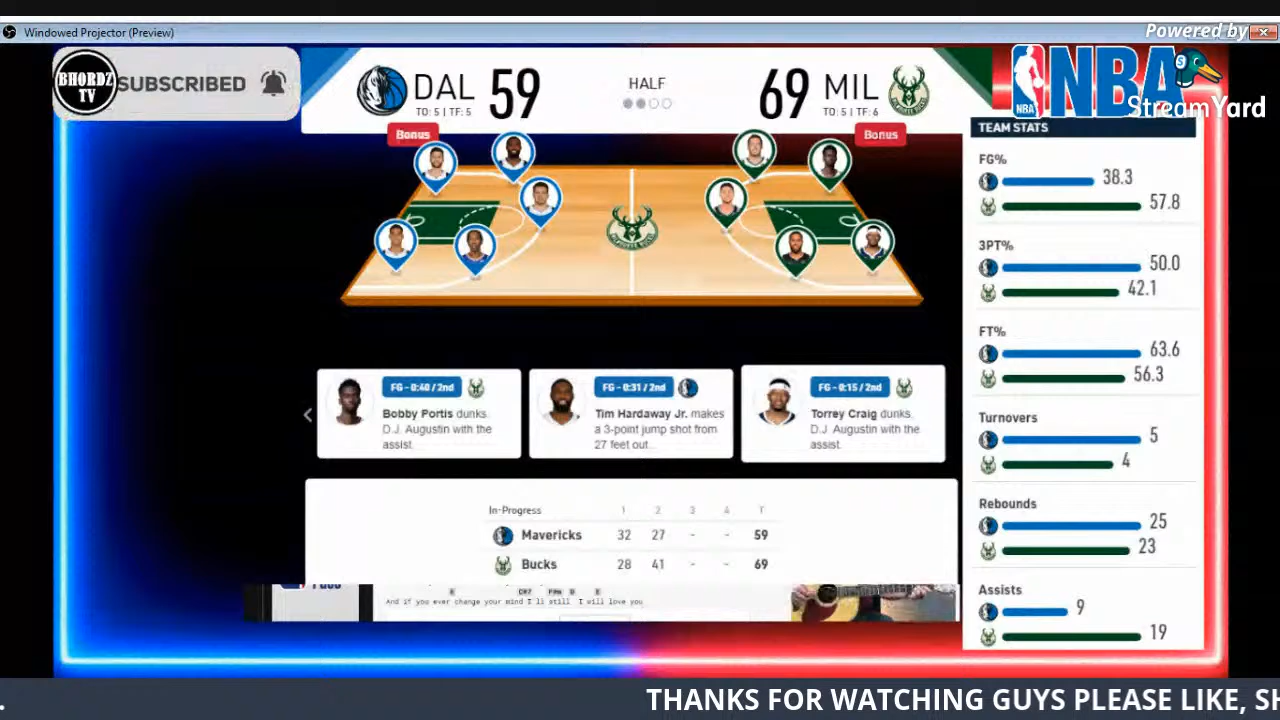 Windowed Projector (Preview)
Powered by
StreamYard
BHORDZ
TV
SUBSCRIBED
DAL 59
TO: 5 | TF: 5
HALF
69 MIL
TO: 5 | TF: 6
NBA
NBA
Bonus
Bonus
TEAM STATS
FG%
38.3
57.8
3PT%
50.0
42.1
FT%
63.6
56.3
Turnovers
5
4
Rebounds
25
23
Assists
9
19
FG - 0:40 / 2nd
Bobby Portis dunks.
D.J. Augustin with the
assist.
FG - 0:31 / 2nd
Tim Hardaway Jr. makes
a 3-point jump shot from
27 feet out.
FG - 0:15 / 2nd
Torrey Craig dunks.
D.J. Augustin with the
assist.
In-Progress 1 2 3 4 T
Mavericks 32 27 - - 59
Bucks 28 41 - - 69
And if you ever change your mind I ll still I will love you
. THANKS FOR WATCHING GUYS PLEASE LIKE, SH